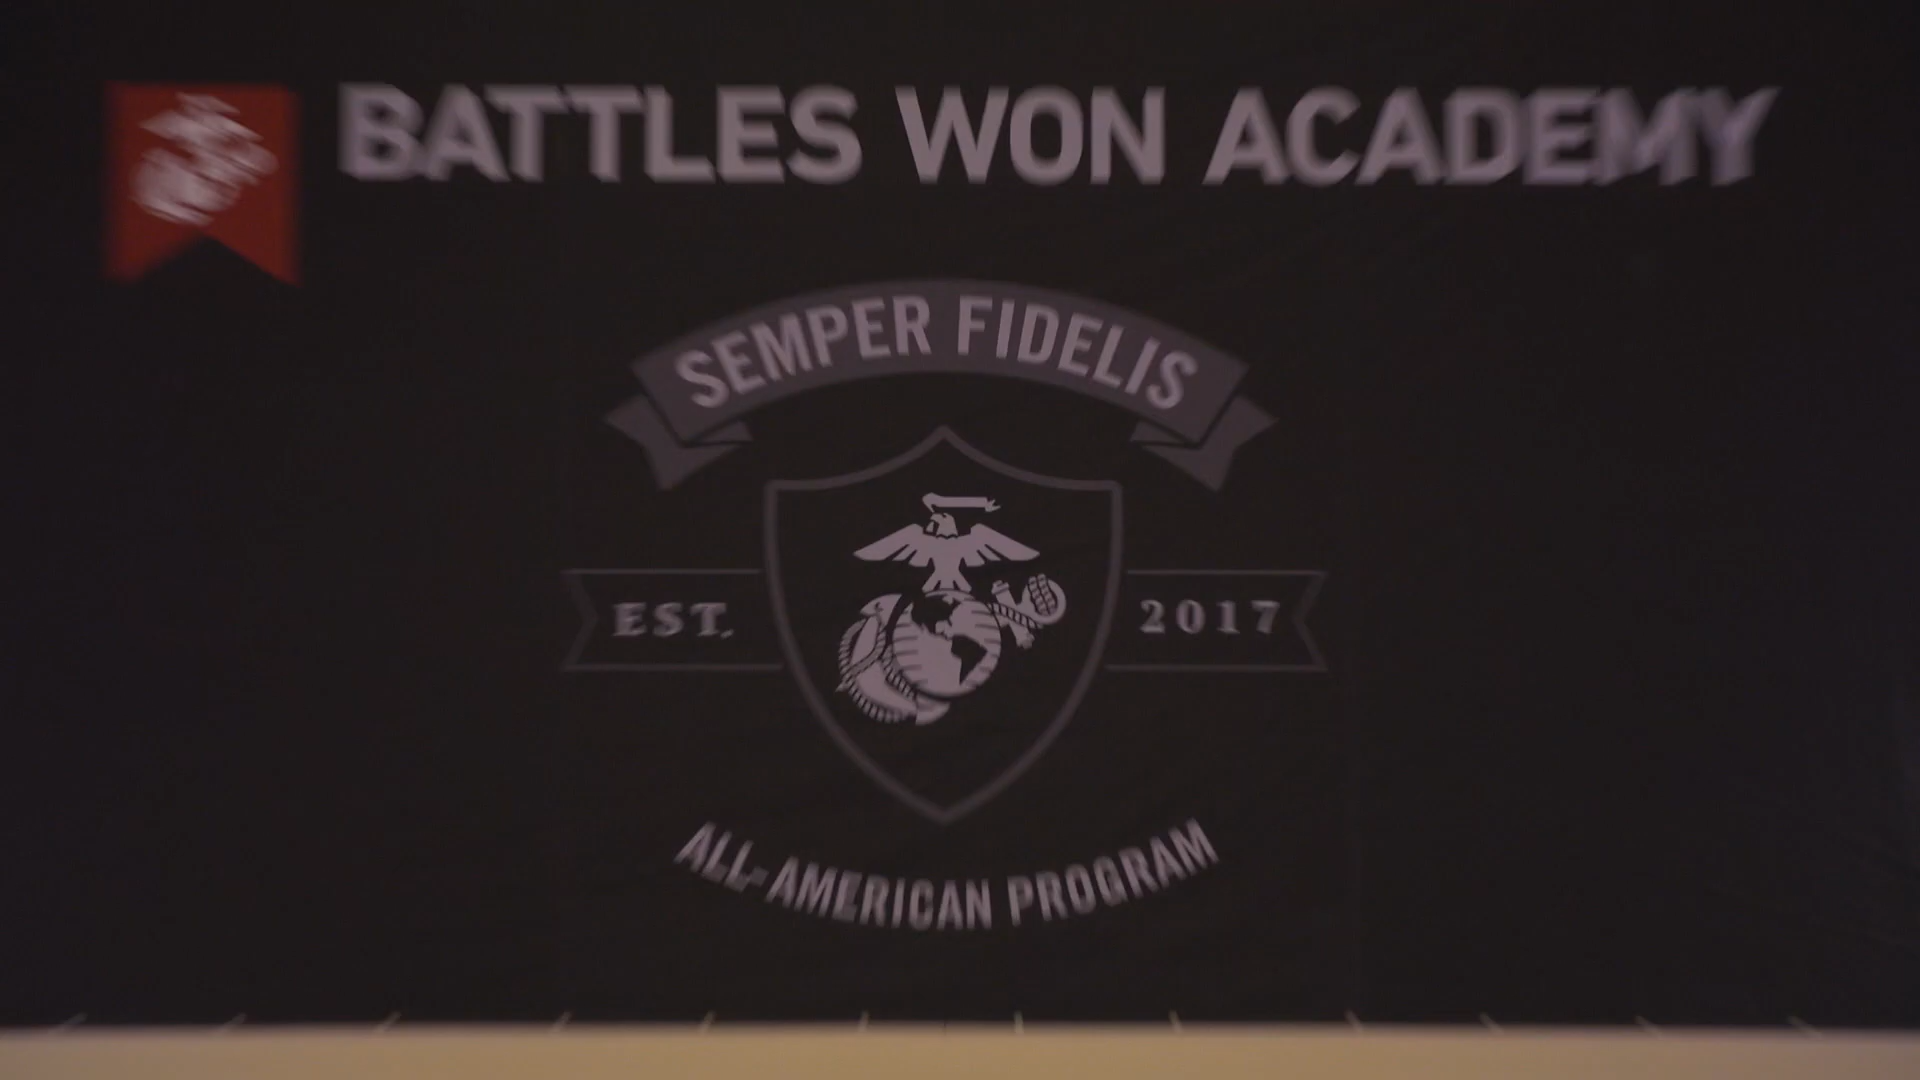 BATTLES WON ACADEMY
SEMPER FIDELIS
EST. 2017
ALL-AMERICAN PROGRAM